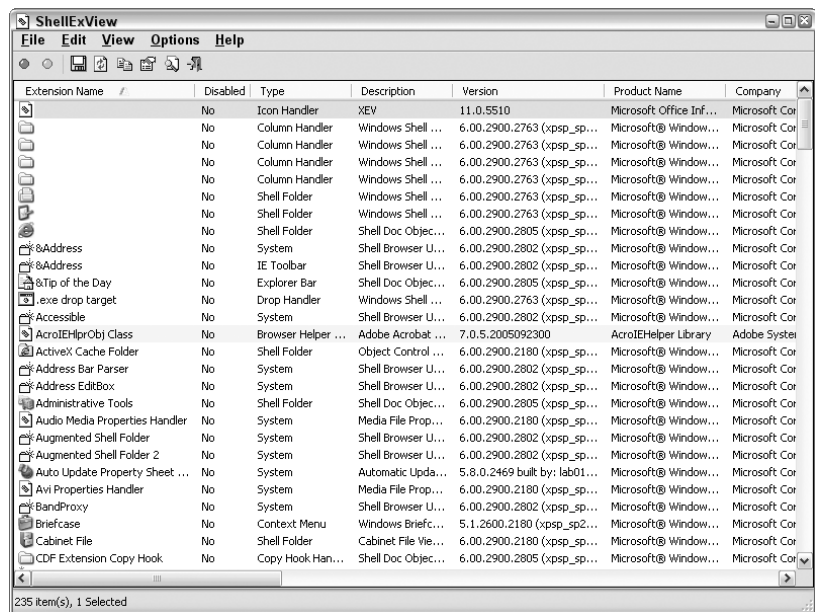 ShellExView
File Edit View Options Help
Extension Name Disabled Type Description Version Product Name Company
No Icon Handler XEV 11.0.5510 Microsoft Office Inf... Microsoft Cor
No Column Handler Windows Shell ... 6.00.2900.2763 (xpsp_sp... Microsoft® Window... Microsoft Cor
No Column Handler Windows Shell ... 6.00.2900.2763 (xpsp_sp... Microsoft® Window... Microsoft Cor
No Column Handler Windows Shell ... 6.00.2900.2763 (xpsp_sp... Microsoft® Window... Microsoft Cor
No Column Handler Windows Shell ... 6.00.2900.2763 (xpsp_sp... Microsoft® Window... Microsoft Cor
No Shell Folder Windows Shell ... 6.00.2900.2763 (xpsp_sp... Microsoft® Window... Microsoft Cor
No Shell Folder Windows Shell ... 6.00.2900.2763 (xpsp_sp... Microsoft® Window... Microsoft Cor
No Shell Folder Shell Doc Objec... 6.00.2900.2805 (xpsp_sp... Microsoft® Window... Microsoft Cor
&Address No System Shell Browser U... 6.00.2900.2802 (xpsp_sp... Microsoft® Window... Microsoft Cor
&Address No IE Toolbar Shell Browser U... 6.00.2900.2802 (xpsp_sp... Microsoft® Window... Microsoft Cor
&Tip of the Day No Explorer Bar Shell Doc Objec... 6.00.2900.2805 (xpsp_sp... Microsoft® Window... Microsoft Cor
.exe drop target No Drop Handler Windows Shell ... 6.00.2900.2763 (xpsp_sp... Microsoft® Window... Microsoft Cor
Accessible No System Shell Browser U... 6.00.2900.2802 (xpsp_sp... Microsoft® Window... Microsoft Cor
AcroIEHlprObj Class No Browser Helper ... Adobe Acrobat ... 7.0.5.2005092300 AcroIEHelper Library Adobe System
ActiveX Cache Folder No Shell Folder Object Control ... 6.00.2900.2180 (xpsp_sp... Microsoft® Window... Microsoft Cor
Address Bar Parser No System Shell Browser U... 6.00.2900.2802 (xpsp_sp... Microsoft® Window... Microsoft Cor
Address EditBox No System Shell Browser U... 6.00.2900.2802 (xpsp_sp... Microsoft® Window... Microsoft Cor
Administrative Tools No Shell Folder Shell Doc Objec... 6.00.2900.2805 (xpsp_sp... Microsoft® Window... Microsoft Cor
Audio Media Properties Handler No System Media File Prop... 6.00.2900.2180 (xpsp_sp... Microsoft® Window... Microsoft Cor
Augmented Shell Folder No System Shell Browser U... 6.00.2900.2802 (xpsp_sp... Microsoft® Window... Microsoft Cor
Augmented Shell Folder 2 No System Shell Browser U... 6.00.2900.2802 (xpsp_sp... Microsoft® Window... Microsoft Cor
Auto Update Property Sheet ... No System Automatic Upda... 5.8.0.2469 built by: lab01... Microsoft® Window... Microsoft Cor
Avi Properties Handler No System Media File Prop... 6.00.2900.2180 (xpsp_sp... Microsoft® Window... Microsoft Cor
BandProxy No System Shell Browser U... 6.00.2900.2802 (xpsp_sp... Microsoft® Window... Microsoft Cor
Briefcase No Context Menu Windows Briefc... 5.1.2600.2180 (xpsp_sp2... Microsoft® Window... Microsoft Cor
Cabinet File No Shell Folder Cabinet File Vie... 6.00.2900.2180 (xpsp_sp... Microsoft® Window... Microsoft Cor
CDF Extension Copy Hook No Copy Hook Han... Shell Doc Objec... 6.00.2900.2805 (xpsp_sp... Microsoft® Window... Microsoft Cor
235 item(s), 1 Selected